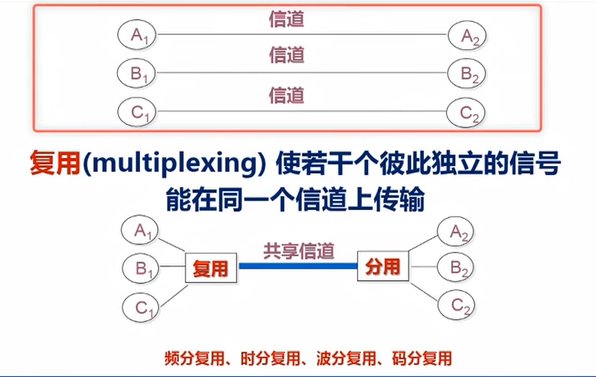 信道
A1 A2
信道
B1 B2
信道
C1 C2
复用(multiplexing) 使若干个彼此独立的信号
能在同一个信道上传输
A1 A2
共享信道
B1 复用 分用 B2
C1 C2
频分复用、时分复用、波分复用、码分复用